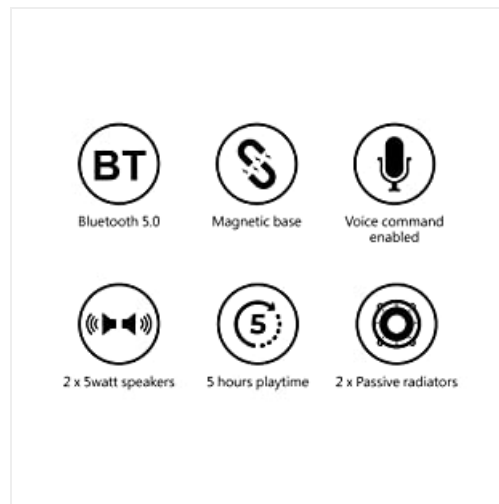 BT
Bluetooth 5.0
Magnetic base
Voice command
enabled
5
2 x 5watt speakers
5 hours playtime
2 x Passive radiators